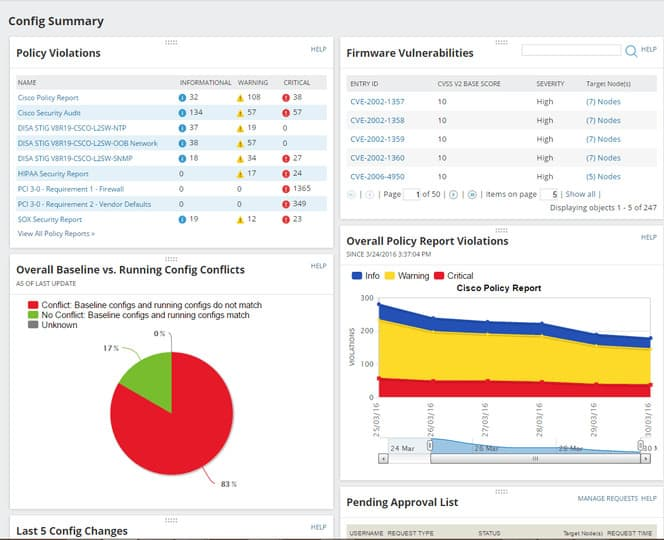 Config Summary
Policy Violations
HELP
NAME INFORMATIONAL WARNING CRITICAL
Cisco Policy Report 32 108 38
Cisco Security Audit 134 57 57
DISA STIG V8R19-CSCO-L2SW-NTP 37 19 0
DISA STIG V8R19-CSCO-L2SW-OOB Network 38 57 0
DISA STIG V8R19-CSCO-L2SW-SNMP 18 34 27
HIPAA Security Report 0 17 24
PCI 3-0 - Requirement 1 - Firewall 0 0 1365
PCI 3-0 - Requirement 2 - Vendor Defaults 0 0 349
SOX Security Report 19 12 23
View All Policy Reports »
Overall Baseline vs. Running Config Conflicts
HELP
AS OF LAST UPDATE
Conflict: Baseline configs and running configs do not match
No Conflict: Baseline configs and running configs match
Unknown
0 %
17 %
83 %
Last 5 Config Changes
HELP
Firmware Vulnerabilities
HELP
ENTRY ID CVSS V2 BASE SCORE SEVERITY Target Node(s)
CVE-2002-1357 10 High (7) Nodes
CVE-2002-1358 10 High (7) Nodes
CVE-2002-1359 10 High (7) Nodes
CVE-2002-1360 10 High (7) Nodes
CVE-2006-4950 10 High (5) Nodes
Page 1 of 50 Items on page 5 Show all
Displaying objects 1 - 5 of 247
Overall Policy Report Violations
HELP
SINCE 3/24/2016 3:37:04 PM
Info Warning Critical
Cisco Policy Report
VIOLATIONS
300
200
100
0
25/03/16 26/03/16 27/03/16 28/03/16 29/03/16 30/03/16
24 Mar 26 Mar 28 Mar 30 M
Pending Approval List
MANAGE REQUESTS HELP
USERNAME REQUEST TYPE STATUS Target Node(s) REQUEST TIME